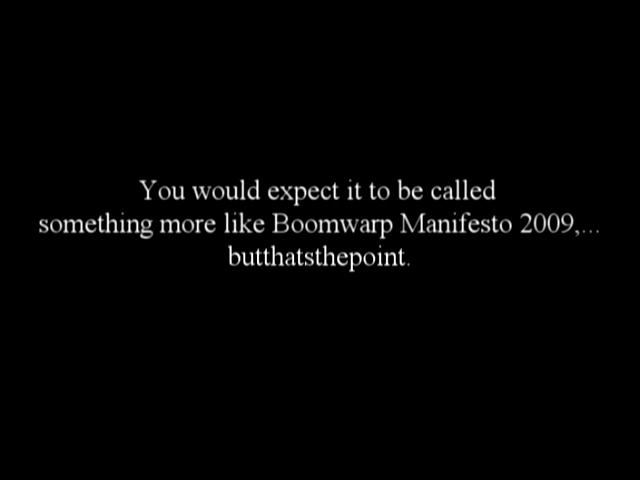 You would expect it to be called
something more like Boomwarp Manifesto 2009,...
butthatsthepoint.